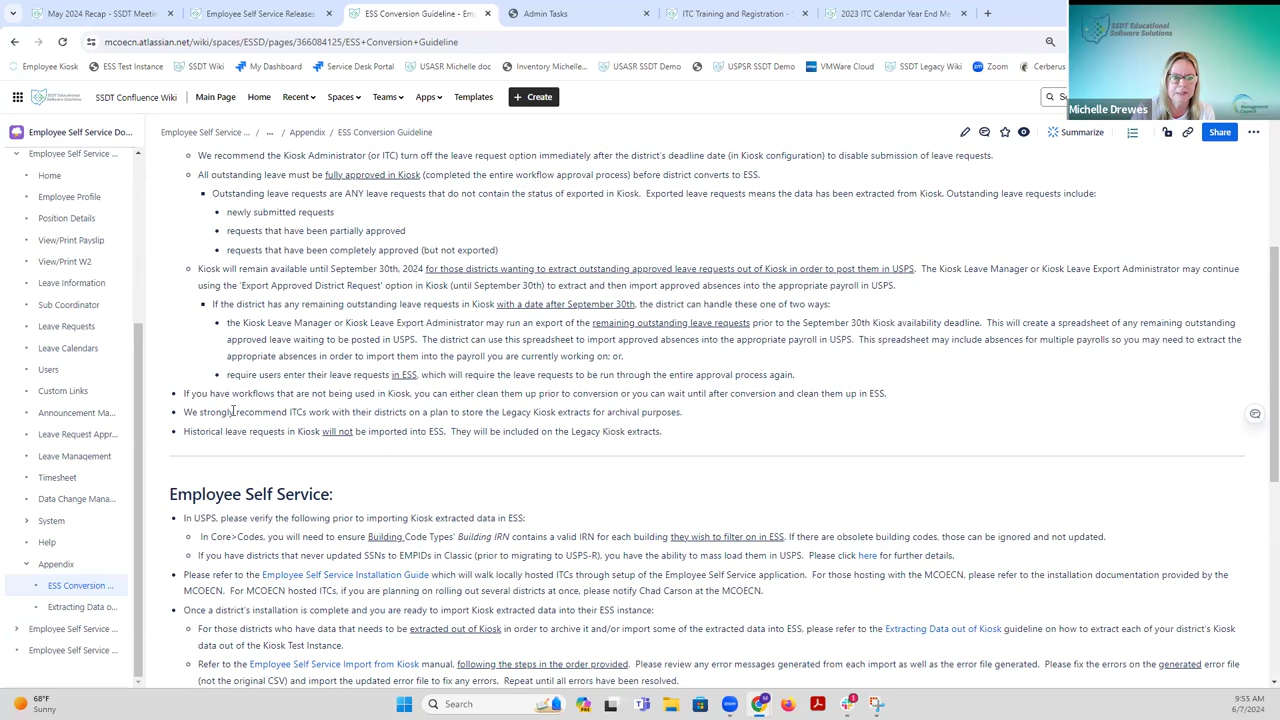 May 2024 Recap - SSDT Meeti
Employee Self Service Releases
ESS Conversion Guideline - Emp
Admin Tasks
ITC Training and Registration - S
2023 ITC Calendar Year End Me
mcoecn.atlassian.net/wiki/spaces/ESSD/pages/366084125/ESS+Conversion+Guideline
Employee Kiosk
ESS Test Instance
SSDT Wiki
My Dashboard
Service Desk Portal
USASR Michelle doc
Inventory Michelle...
USASR SSDT Demo
USPSR SSDT Demo
VMWare Cloud
SSDT Legacy Wiki
Zoom
Cerberus
SSDT Educational
Software Solutions
Management
Council
Michelle Drewes
SSDT Confluence Wiki
Main Page
Home
Recent
Spaces
Teams
Apps
Templates
+ Create
Employee Self Service Do...
Employee Self Service ... / ... / Appendix / ESS Conversion Guideline
Summarize
Share
Employee Self Service ...
Home
Employee Profile
Position Details
View/Print Payslip
View/Print W2
Leave Information
Sub Coordinator
Leave Requests
Leave Calendars
Users
Custom Links
Announcement Ma...
Leave Request Appr...
Leave Management
Timesheet
Data Change Mana...
System
Help
Appendix
ESS Conversion ...
Extracting Data o...
Employee Self Service ...
Employee Self Service ...
We recommend the Kiosk Administrator (or ITC) turn off the leave request option immediately after the district's deadline date (in Kiosk configuration) to disable submission of leave requests.
All outstanding leave must be fully approved in Kiosk (completed the entire workflow approval process) before district converts to ESS.
Outstanding leave requests are ANY leave requests that do not contain the status of exported in Kiosk. Exported leave requests means the data has been extracted from Kiosk. Outstanding leave requests include:
newly submitted requests
requests that have been partially approved
requests that have been completely approved (but not exported)
Kiosk will remain available until September 30th, 2024 for those districts wanting to extract outstanding approved leave requests out of Kiosk in order to post them in USPS. The Kiosk Leave Manager or Kiosk Leave Export Administrator may continue
using the 'Export Approved District Request' option in Kiosk (until September 30th) to extract and then import approved absences into the appropriate payroll in USPS.
If the district has any remaining outstanding leave requests in Kiosk with a date after September 30th, the district can handle these one of two ways:
the Kiosk Leave Manager or Kiosk Leave Export Administrator may run an export of the remaining outstanding leave requests prior to the September 30th Kiosk availability deadline. This will create a spreadsheet of any remaining outstanding
approved leave waiting to be posted in USPS. The district can use this spreadsheet to import approved absences into the appropriate payroll in USPS. This spreadsheet may include absences for multiple payrolls so you may need to extract the
appropriate absences in order to import them into the payroll you are currently working on; or,
require users enter their leave requests in ESS, which will require the leave requests to be run through the entire approval process again.
If you have workflows that are not being used in Kiosk, you can either clean them up prior to conversion or you can wait until after conversion and clean them up in ESS.
We strongly recommend ITCs work with their districts on a plan to store the Legacy Kiosk extracts for archival purposes.
Historical leave requests in Kiosk will not be imported into ESS. They will be included on the Legacy Kiosk extracts.
Employee Self Service:
In USPS, please verify the following prior to importing Kiosk extracted data in ESS:
In Core>Codes, you will need to ensure Building Code Types' Building IRN contains a valid IRN for each building they wish to filter on in ESS. If there are obsolete building codes, those can be ignored and not updated.
If you have districts that never updated SSNs to EMPIDs in Classic (prior to migrating to USPS-R), you have the ability to mass load them in USPS. Please click here for further details.
Please refer to the Employee Self Service Installation Guide which will walk locally hosted ITCs through setup of the Employee Self Service application. For those hosting with the MCOECN, please refer to the installation documentation provided by the
MCOECN. For MCOECN hosted ITCs, if you are planning on rolling out several districts at once, please notify Chad Carson at the MCOECN.
Once a district's installation is complete and you are ready to import Kiosk extracted data into their ESS instance:
For those districts who have data that needs to be extracted out of Kiosk in order to archive it and/or import some of the extracted data into ESS, please refer to the Extracting Data out of Kiosk guideline on how to extract each of your district's Kiosk
data out of the Kiosk Test Instance.
Refer to the Employee Self Service Import from Kiosk manual, following the steps in the order provided. Please review any error messages generated from each import as well as the error file generated. Please fix the errors on the generated error file
(not the original CSV) and import the updated error file to fix any errors. Repeat until all errors have been resolved.
68°F
Sunny
Search
9:55 AM
6/7/2024